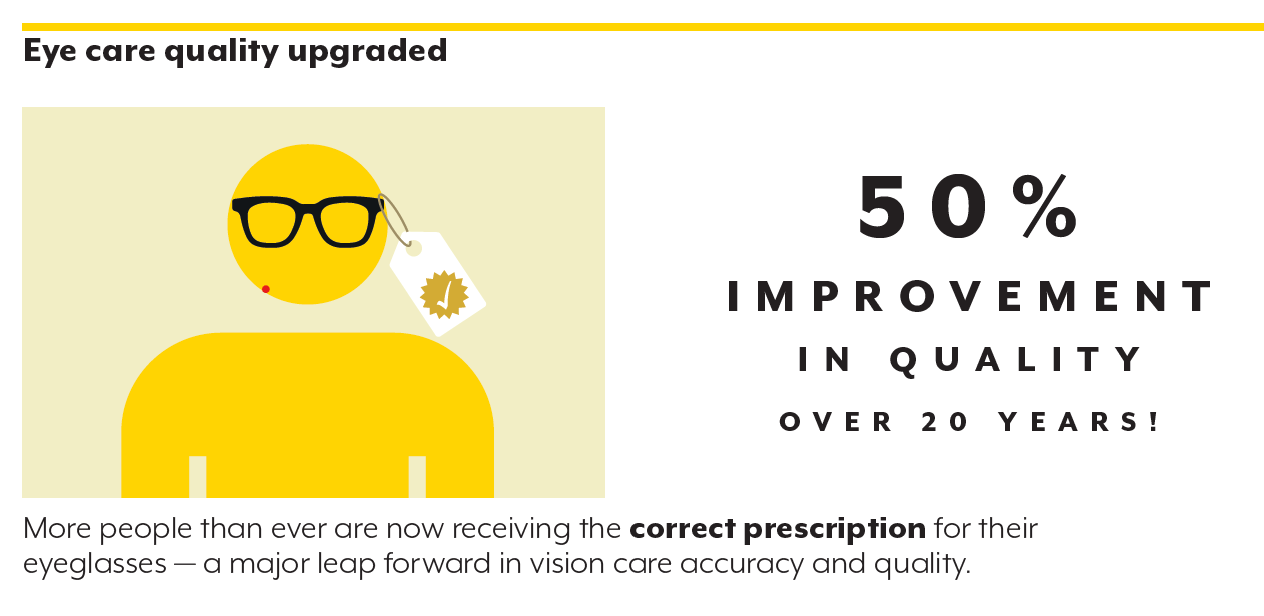 Eye care quality upgraded
50%
IMPROVEMENT
IN QUALITY
OVER 20 YEARS!
More people than ever are now receiving the correct prescription for their
eyeglasses — a major leap forward in vision care accuracy and quality.